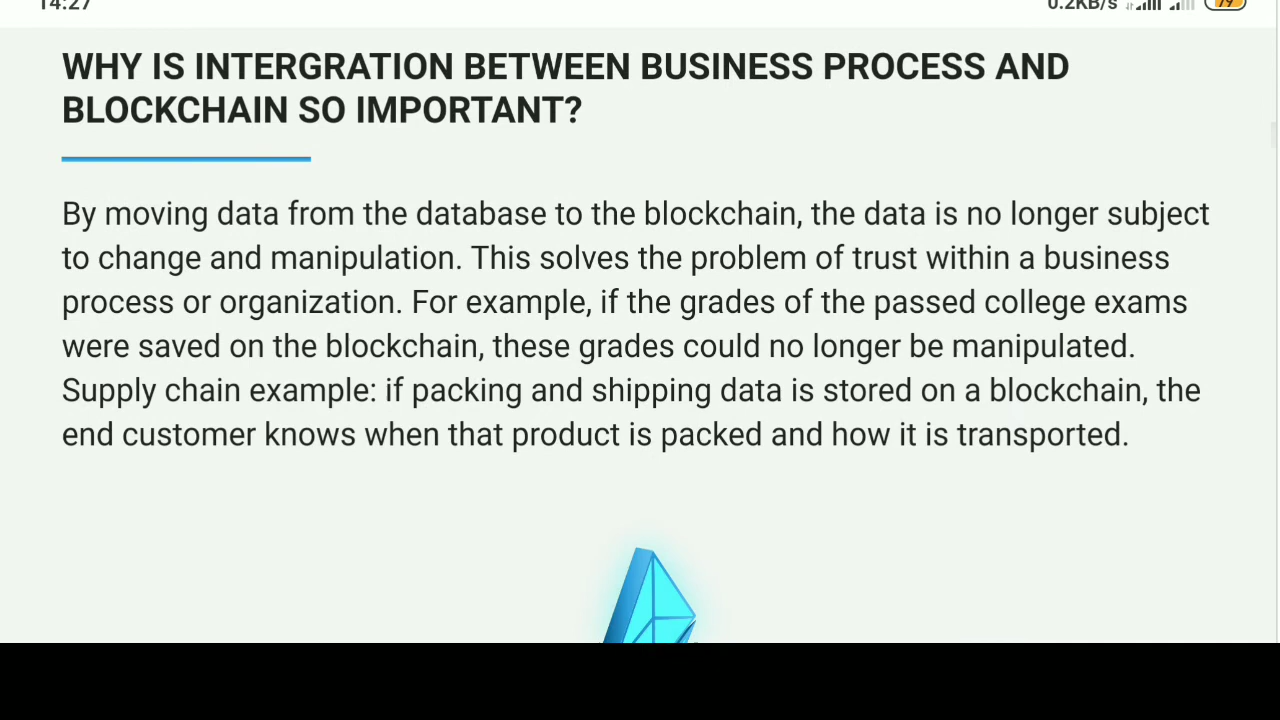 14:27 0.2KB/s 79
WHY IS INTERGRATION BETWEEN BUSINESS PROCESS AND
BLOCKCHAIN SO IMPORTANT?
By moving data from the database to the blockchain, the data is no longer subject
to change and manipulation. This solves the problem of trust within a business
process or organization. For example, if the grades of the passed college exams
were saved on the blockchain, these grades could no longer be manipulated.
Supply chain example: if packing and shipping data is stored on a blockchain, the
end customer knows when that product is packed and how it is transported.